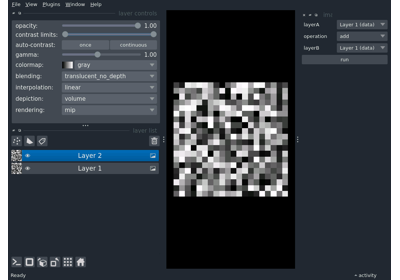 File View Plugins Window Help
layer controls
opacity: 1.00
contrast limits:
auto-contrast: once continuous
gamma: 1.00
colormap: gray
blending: translucent_no_depth
interpolation: linear
depiction: volume
rendering: mip
layer list
Layer 2
Layer 1
layerA Layer 1 (data)
operation add
layerB Layer 1 (data)
run
Ready
activity